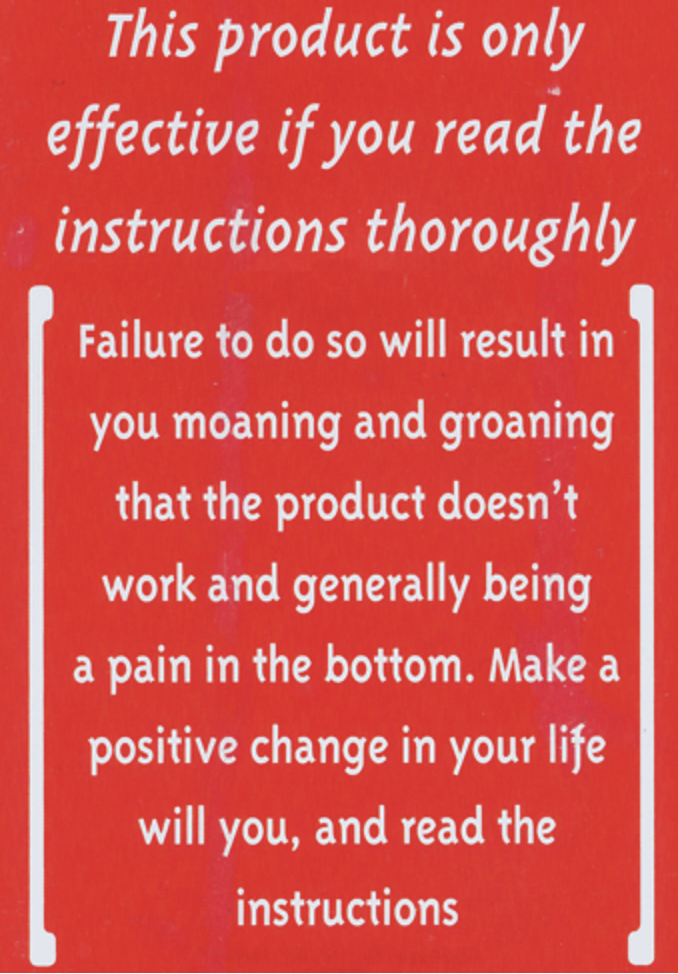 This product is only
effective if you read the
instructions thoroughly
Failure to do so will result in
you moaning and groaning
that the product doesn’t
work and generally being
a pain in the bottom. Make a
positive change in your life
will you, and read the
instructions